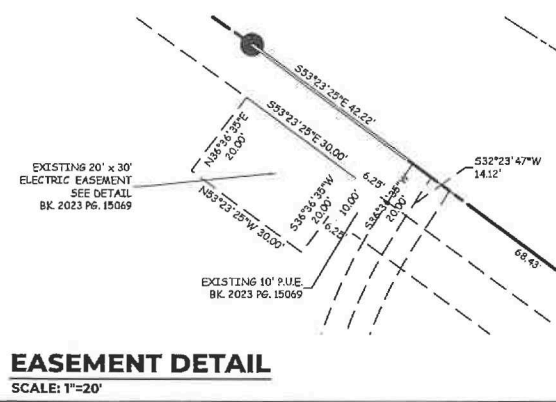 S53°23'25"E 42.22'
S53°23'25"E 30.00'
N36°36'35"E
20.00'
S32°23'47"W
14.12'
EXISTING 20' x 30'
ELECTRIC EASEMENT
SEE DETAIL
BK. 2023 PG. 15069
6.25'
S36°36'35"W
20.00'
N53°23'25"W 30.00'
S36°36'35"W
20.00'
10.00'
6.25'
68.43'
EXISTING 10' P.U.E.
BK. 2023 PG. 15069
EASEMENT DETAIL
SCALE: 1"=20'